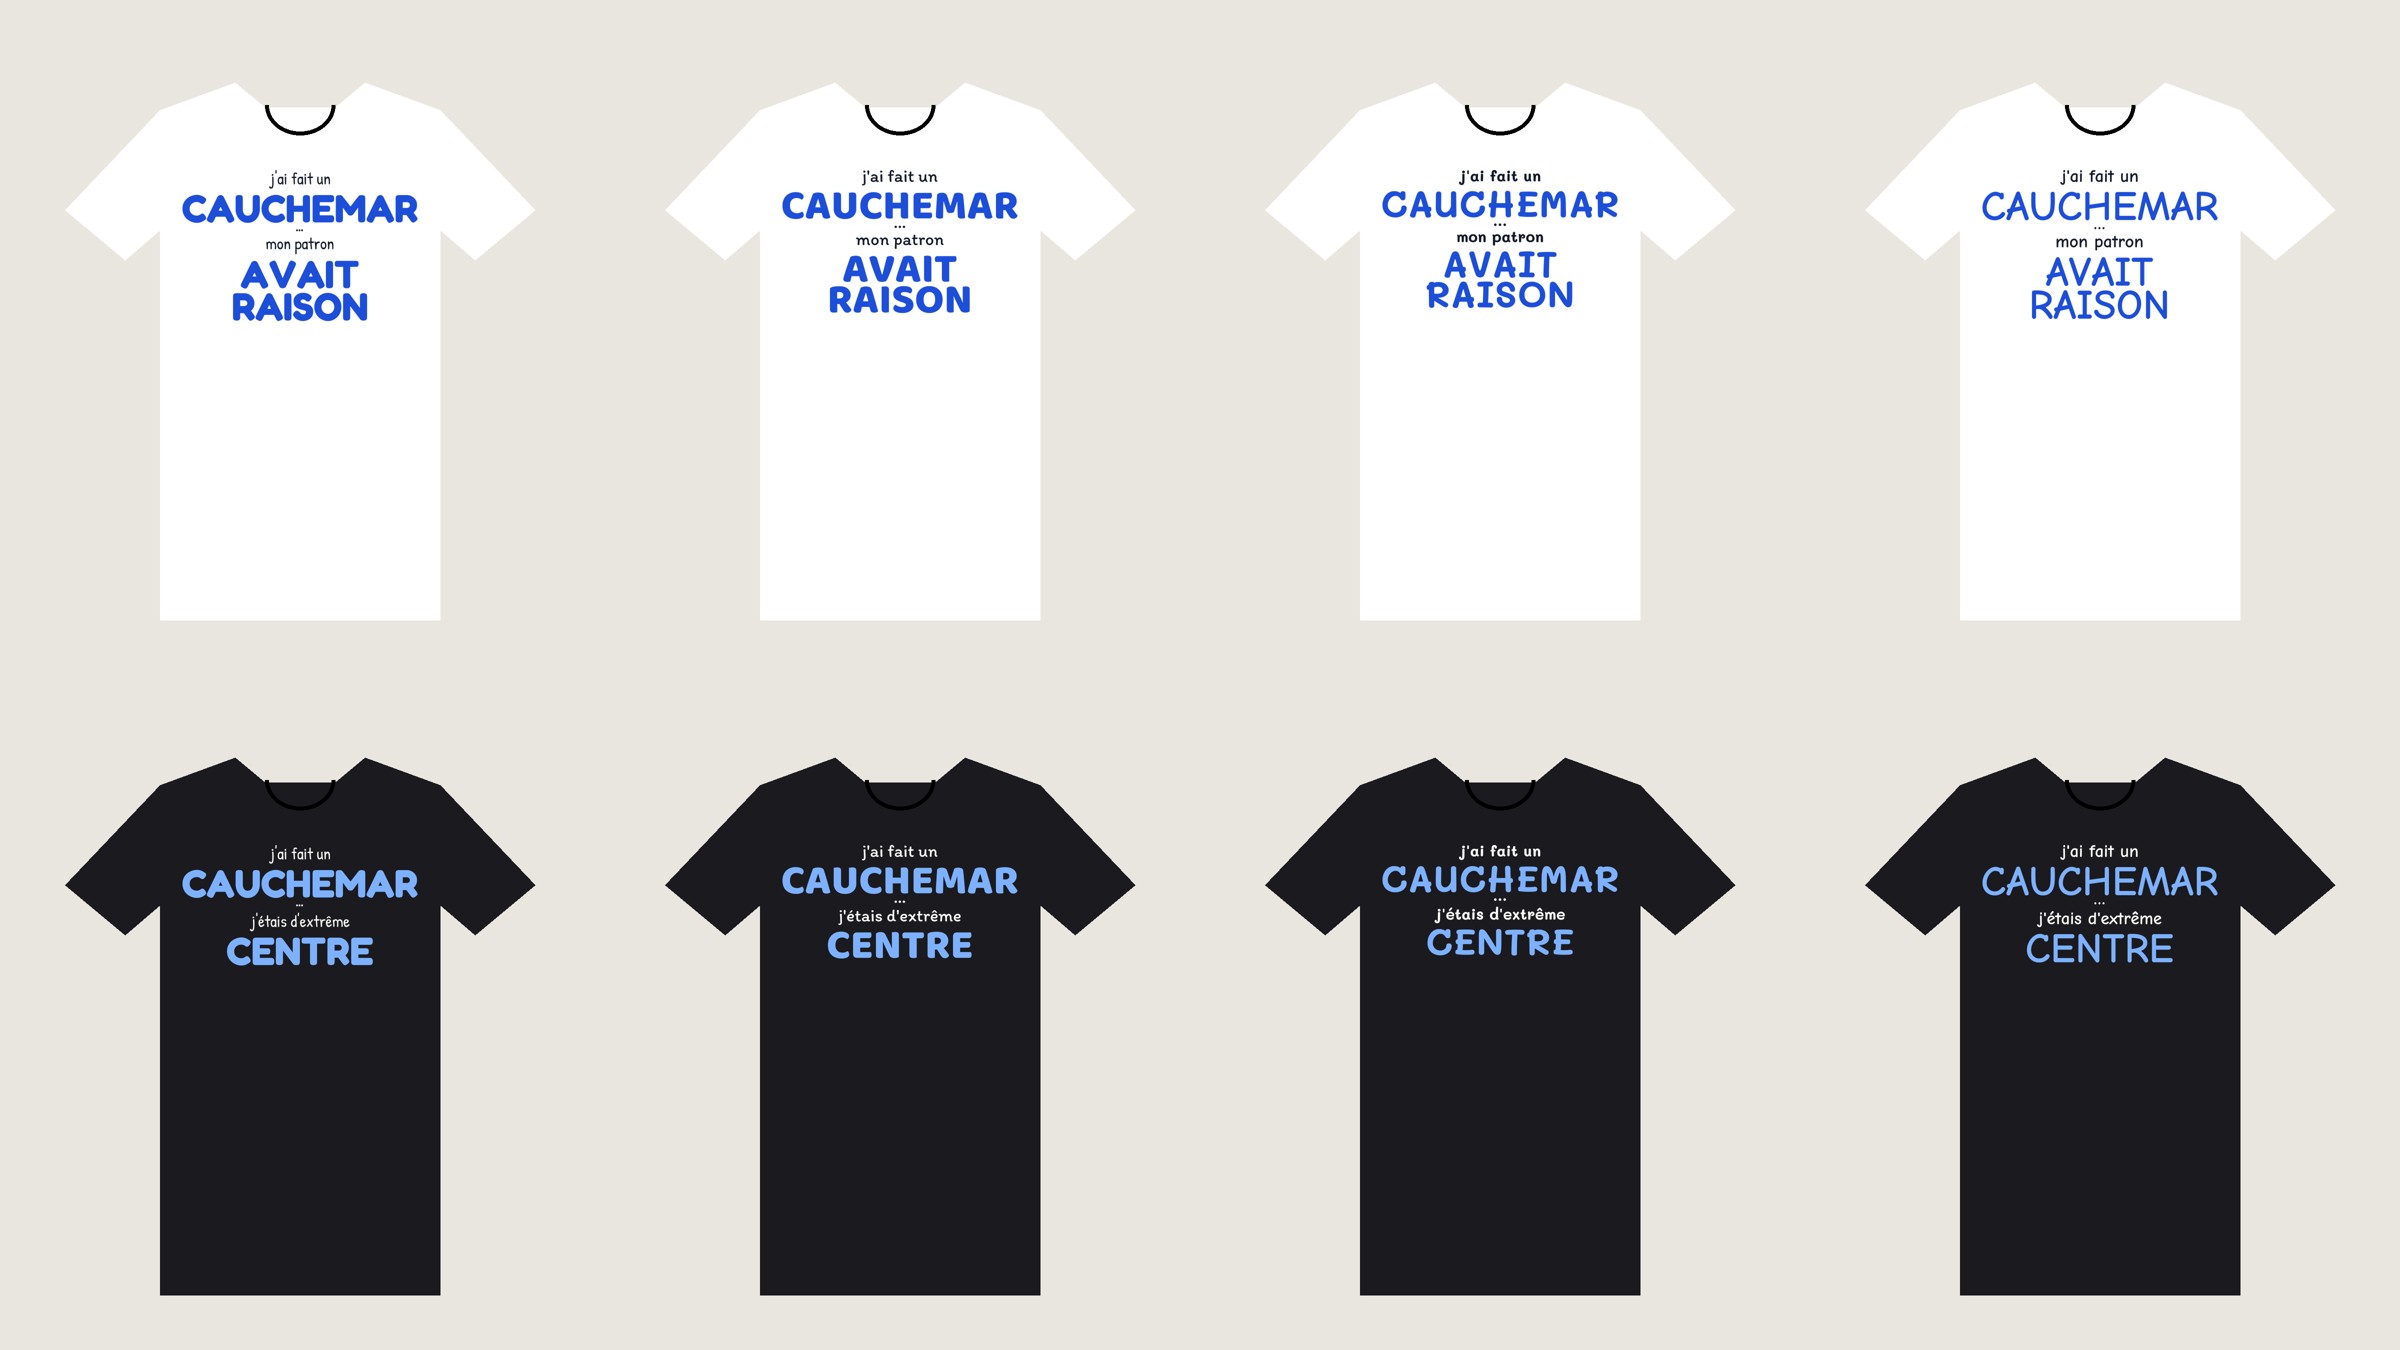 j'ai fait un
CAUCHEMAR
...
mon patron
AVAIT
RAISON
j'ai fait un
CAUCHEMAR
...
mon patron
AVAIT
RAISON
j'ai fait un
CAUCHEMAR
...
mon patron
AVAIT
RAISON
j'ai fait un
CAUCHEMAR
...
mon patron
AVAIT
RAISON
j'ai fait un
CAUCHEMAR
...
j'étais d'extrême
CENTRE
j'ai fait un
CAUCHEMAR
...
j'étais d'extrême
CENTRE
j'ai fait un
CAUCHEMAR
...
j'étais d'extrême
CENTRE
j'ai fait un
CAUCHEMAR
...
j'étais d'extrême
CENTRE